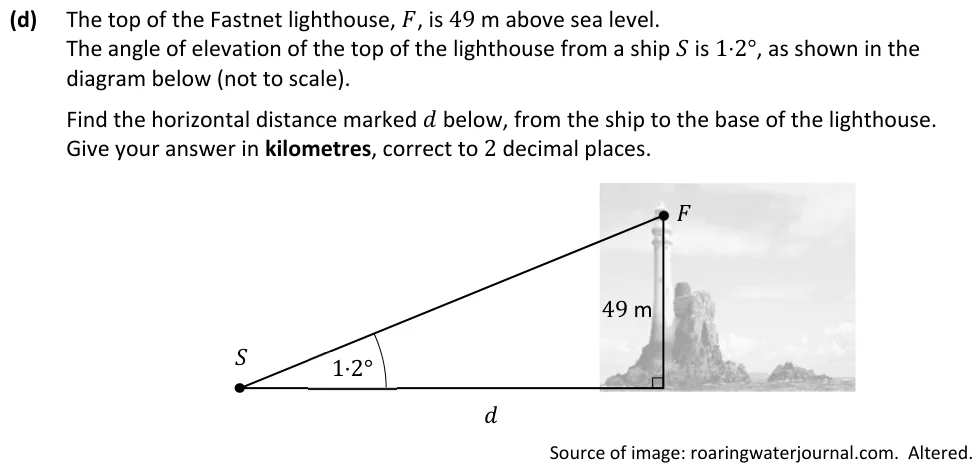 (d) The top of the Fastnet lighthouse, F, is 49 m above sea level.
The angle of elevation of the top of the lighthouse from a ship S is 1·2°, as shown in the
diagram below (not to scale).
Find the horizontal distance marked d below, from the ship to the base of the lighthouse.
Give your answer in kilometres, correct to 2 decimal places.
F
49 m
S
1·2°
d
Source of image: roaringwaterjournal.com. Altered.